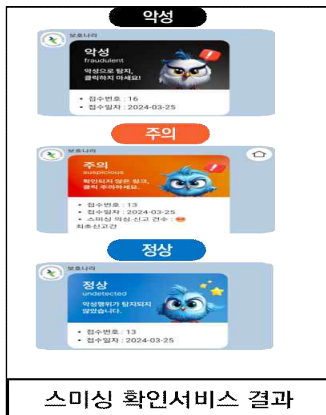 악성
보호나라
악성
fraudulent
악성으로 탐지,
클릭하지 마세요!
• 접수번호 : 16
• 접수일자 : 2024-03-25
주의
보호나라
주의
suspicious
확인되지 않은 링크,
클릭 주의하세요.
• 접수번호 : 13
• 접수일자 : 2024-03-25
• 스미싱 의심 신고 건수 :
최초신고건
정상
보호나라
정상
undetected
악성행위가 탐지되지
않았습니다.
• 접수번호 : 13
• 접수일자 : 2024-03-25
스미싱 확인서비스 결과